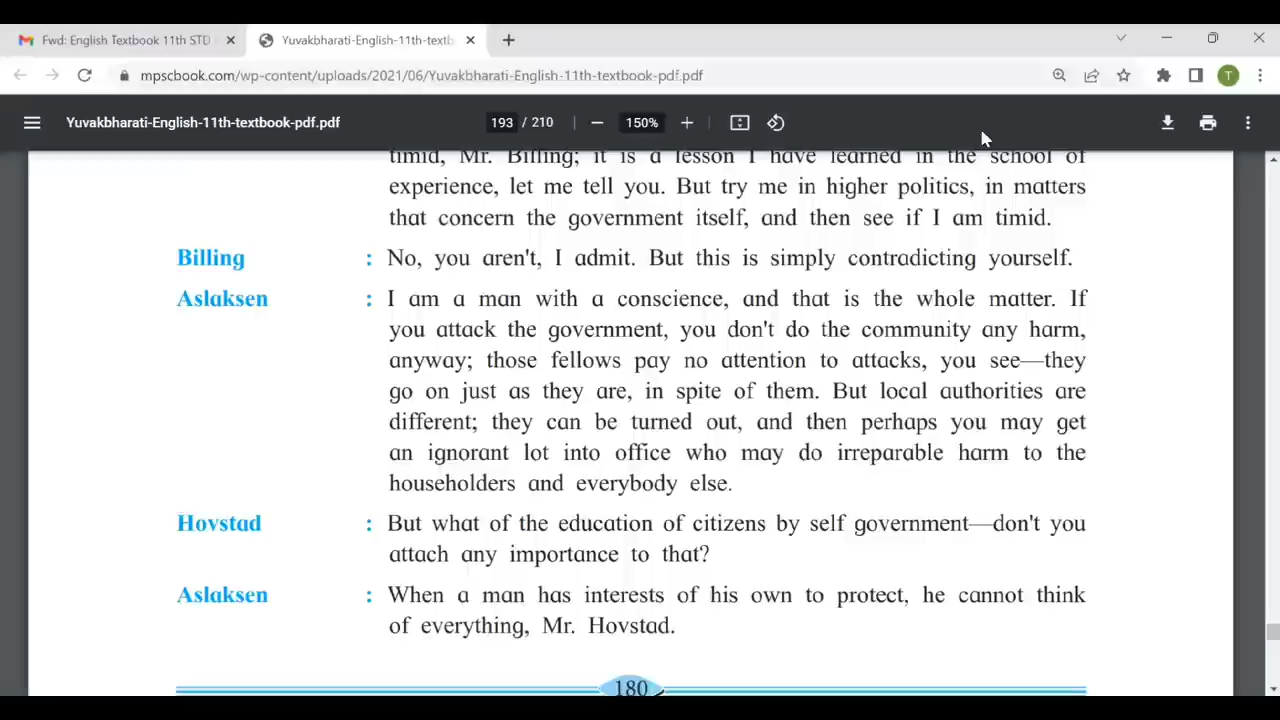 Fwd: English Textbook 11th STD
Yuvakbharati-English-11th-textb
mpscbook.com/wp-content/uploads/2021/06/Yuvakbharati-English-11th-textbook-pdf.pdf
T
Yuvakbharati-English-11th-textbook-pdf.pdf
193 / 210
150%
timid, Mr. Billing; it is a lesson I have learned in the school of
experience, let me tell you. But try me in higher politics, in matters
that concern the government itself, and then see if I am timid.
Billing : No, you aren't, I admit. But this is simply contradicting yourself.
Aslaksen : I am a man with a conscience, and that is the whole matter. If
you attack the government, you don't do the community any harm,
anyway; those fellows pay no attention to attacks, you see—they
go on just as they are, in spite of them. But local authorities are
different; they can be turned out, and then perhaps you may get
an ignorant lot into office who may do irreparable harm to the
householders and everybody else.
Hovstad : But what of the education of citizens by self government—don't you
attach any importance to that?
Aslaksen : When a man has interests of his own to protect, he cannot think
of everything, Mr. Hovstad.
180